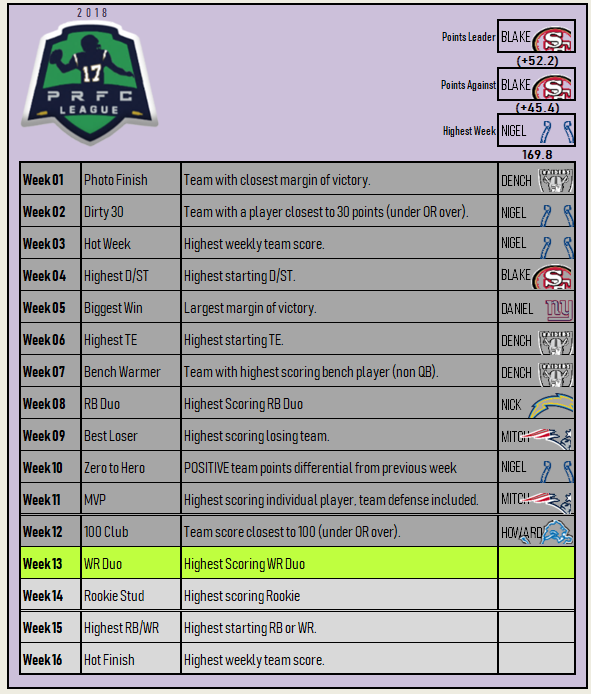 2018
17
PRFC
LEAGUE
Points Leader BLAKE
(+52.2)
Points Against BLAKE
(+45.4)
Highest Week NIGEL
169.8
Week 01 Photo Finish Team with closest margin of victory. DENCH
Week 02 Dirty 30 Team with a player closest to 30 points (under OR over). NIGEL
Week 03 Hot Week Highest weekly team score. NIGEL
Week 04 Highest D/ST Highest starting D/ST. BLAKE
Week 05 Biggest Win Largest margin of victory. DANIEL
Week 06 Highest TE Highest starting TE. DENCH
Week 07 Bench Warmer Team with highest scoring bench player (non QB). DENCH
Week 08 RB Duo Highest Scoring RB Duo NICK
Week 09 Best Loser Highest scoring losing team. MITCH
Week 10 Zero to Hero POSITIVE team points differential from previous week NIGEL
Week 11 MVP Highest scoring individual player, team defense included. MITCH
Week 12 100 Club Team score closest to 100 (under OR over). HOWARD
Week 13 WR Duo Highest Scoring WR Duo
Week 14 Rookie Stud Highest scoring Rookie
Week 15 Highest RB/WR Highest starting RB or WR.
Week 16 Hot Finish Highest weekly team score.